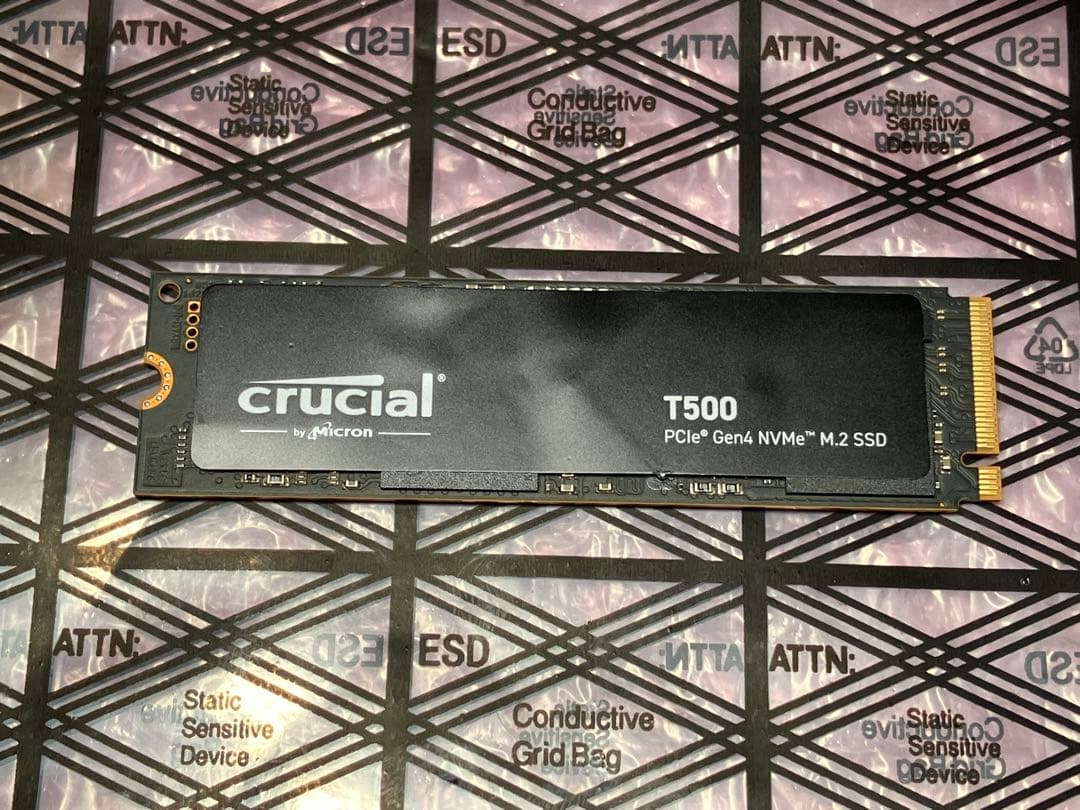 ATTN:
ESD
ATTN:
ESD
Static
Sensitive
Device
Conductive
Grid Bag
Static
Sensitive
Device
crucial®
by Micron
T500
PCIe® Gen4 NVMe™ M.2 SSD
04
LDPE
ATTN:
ESD
ATTN:
Static
Sensitive
Device
Conductive
Grid Bag
Static
Sensitive
Device